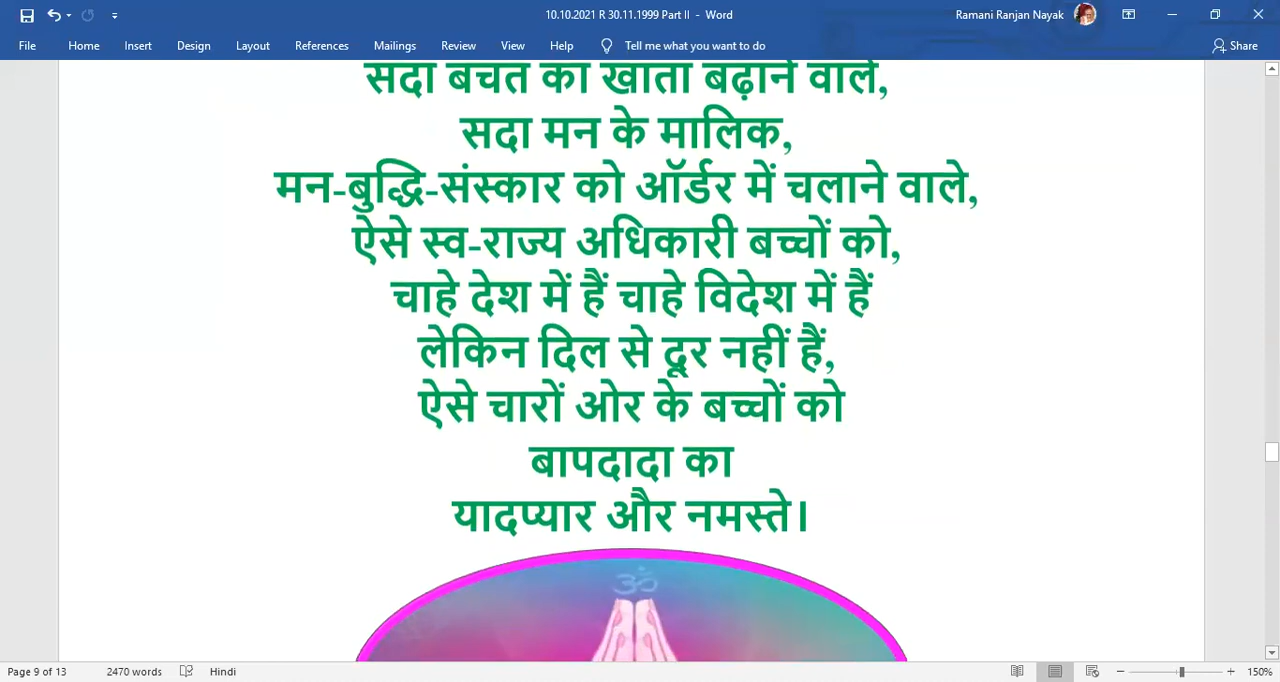 10.10.2021 R 30.11.1999 Part II - Word
Ramani Ranjan Nayak
File Home Insert Design Layout References Mailings Review View Help Tell me what you want to do Share
सदा बचत का खाता बढ़ाने वाले,
सदा मन के मालिक,
मन-बुद्धि-संस्कार को ऑर्डर में चलाने वाले,
ऐसे स्व-राज्य अधिकारी बच्चों को,
चाहे देश में हैं चाहे विदेश में हैं
लेकिन दिल से दूर नहीं हैं,
ऐसे चारों ओर के बच्चों को
बापदादा का
यादप्यार और नमस्ते।
ॐ
Page 9 of 13 2470 words Hindi 150%